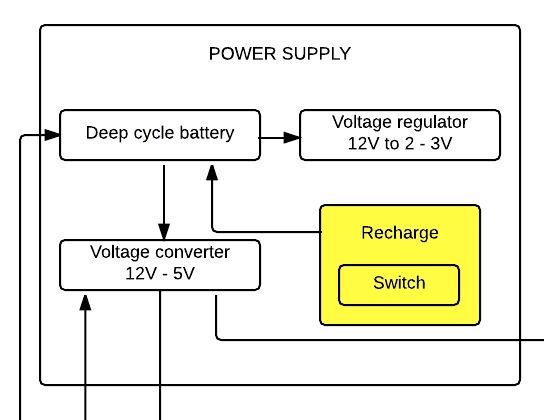 POWER SUPPLY
Deep cycle battery
Voltage regulator
12V to 2 - 3V
Recharge
Switch
Voltage converter
12V - 5V